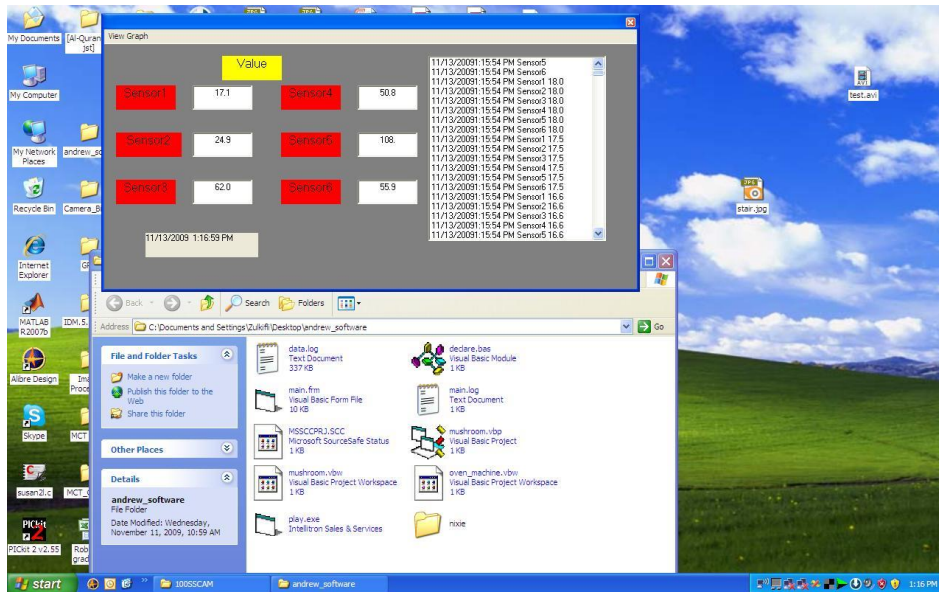 My Documents
[Al-Quran
jst]
My Computer
My Network
Places
andrew_so
Recycle Bin
Camera_B
Internet
Explorer
MATLAB
R2007b
IDM.5.
Alibre Design
Skype
MCT
susan2l.c
MCT_
PICkit 2 v2.55
Rob
grad
test.avi
stair.jpg
View Graph
Value
Sensor1
17.1
Sensor4
50.8
Sensor2
24.9
Sensor5
108.
Sensor3
62.0
Sensor6
55.9
11/13/2009 1:16:59 PM
11/13/20091:15:54 PM Sensor5
11/13/20091:15:54 PM Sensor6
11/13/20091:15:54 PM Sensor1 18.0
11/13/20091:15:54 PM Sensor2 18.0
11/13/20091:15:54 PM Sensor3 18.0
11/13/20091:15:54 PM Sensor4 18.0
11/13/20091:15:54 PM Sensor5 18.0
11/13/20091:15:54 PM Sensor6 18.0
11/13/20091:15:54 PM Sensor1 17.5
11/13/20091:15:54 PM Sensor2 17.5
11/13/20091:15:54 PM Sensor3 17.5
11/13/20091:15:54 PM Sensor4 17.5
11/13/20091:15:54 PM Sensor5 17.5
11/13/20091:15:54 PM Sensor6 17.5
11/13/20091:15:54 PM Sensor1 16.6
11/13/20091:15:54 PM Sensor2 16.6
11/13/20091:15:54 PM Sensor3 16.6
11/13/20091:15:54 PM Sensor4 16.6
11/13/20091:15:54 PM Sensor5 16.6
Back
Search
Folders
Address
C:\Documents and Settings\Zulkifli\Desktop\andrew_software
Go
File and Folder Tasks
Make a new folder
Publish this folder to the
Web
Share this folder
Other Places
Details
andrew_software
File Folder
Date Modified: Wednesday,
November 11, 2009, 10:59 AM
data.log
Text Document
337 KB
declare.bas
Visual Basic Module
1 KB
main.frm
Visual Basic Form File
10 KB
main.log
Text Document
1 KB
MSSCCPRJ.SCC
Microsoft SourceSafe Status
1 KB
mushroom.vbp
Visual Basic Project
1 KB
mushroom.vbw
Visual Basic Project Workspace
1 KB
oven_machine.vbw
Visual Basic Project Workspace
1 KB
play.exe
Intellitron Sales & Services
nixie
start
100SSCAM
andrew_software
1:16 PM